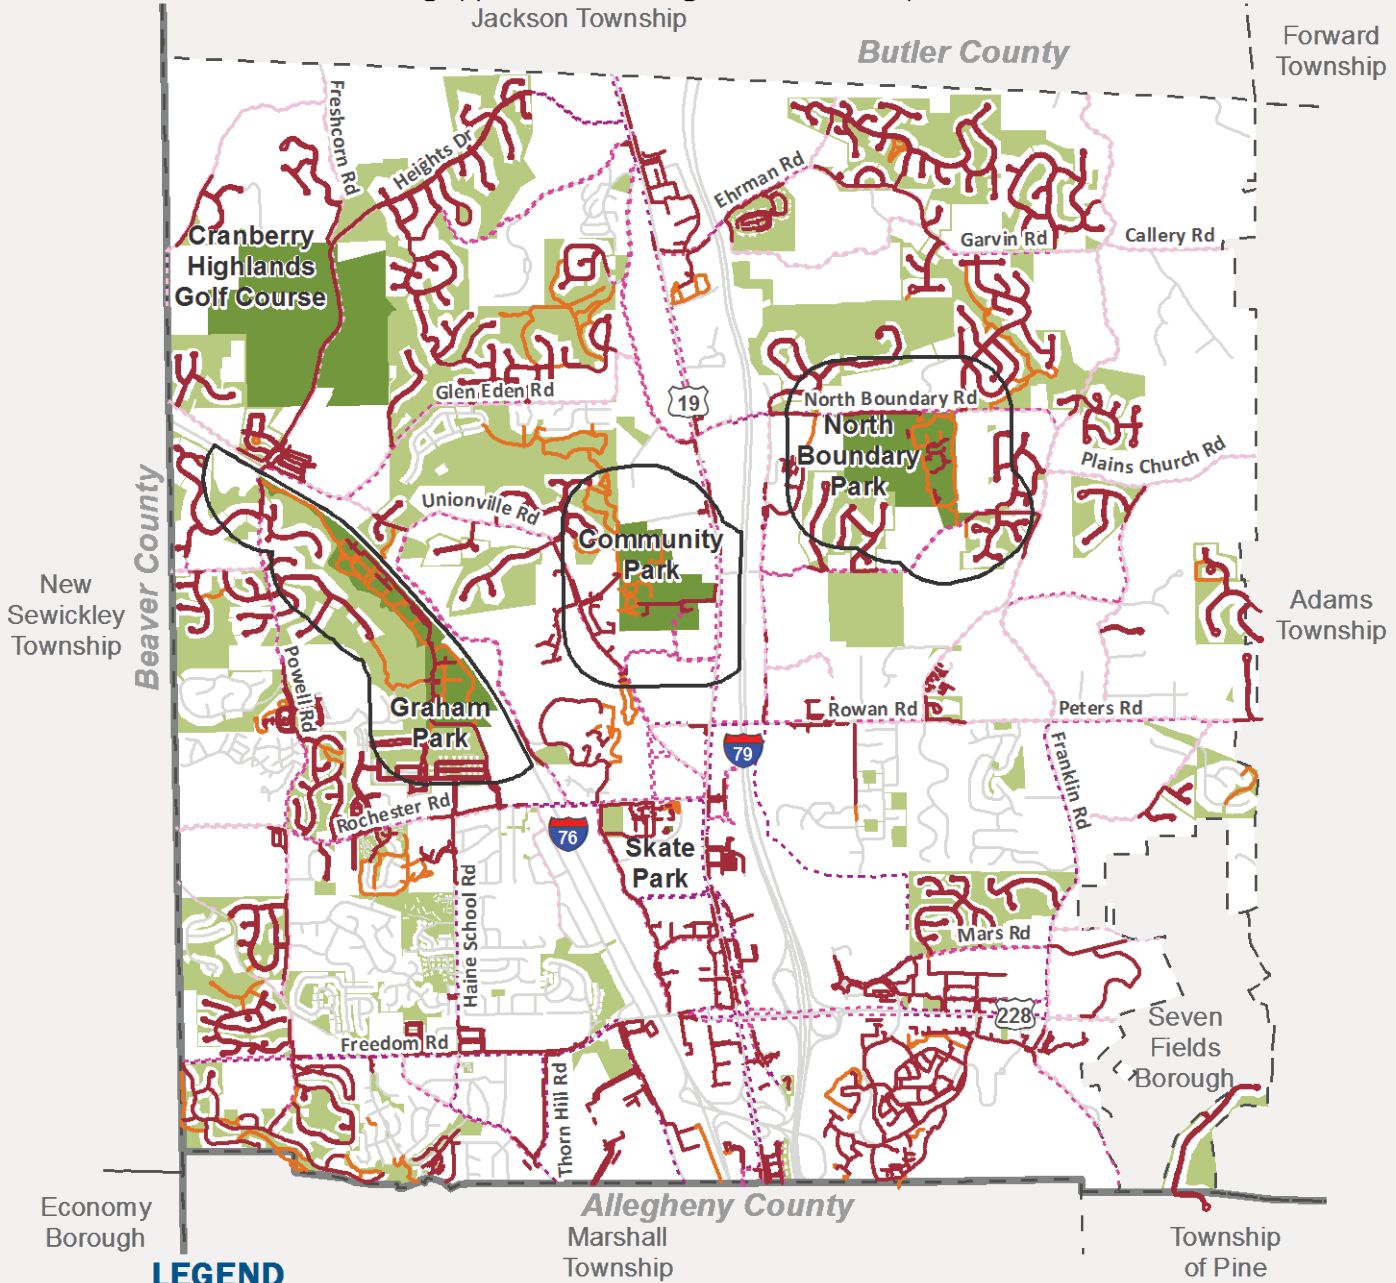 Jackson Township
Butler County
Forward
Township
Freshcorn Rd
Heights Dr
Ehrman Rd
Cranberry
Highlands
Golf Course
Garvin Rd
Callery Rd
Glen Eden Rd
19
North Boundary Rd
North
Boundary
Park
Plains Church Rd
Unionville Rd
Community
Park
Beaver County
New
Sewickley
Township
Adams
Township
Powell Rd
Graham
Park
Rowan Rd
Peters Rd
79
Franklin Rd
Rochester Rd
76
Skate
Park
Haine School Rd
Mars Rd
228
Seven
Fields
Borough
Freedom Rd
Thorn Hill Rd
Economy
Borough
Allegheny County
Marshall
Township
Township
of Pine
LEGEND